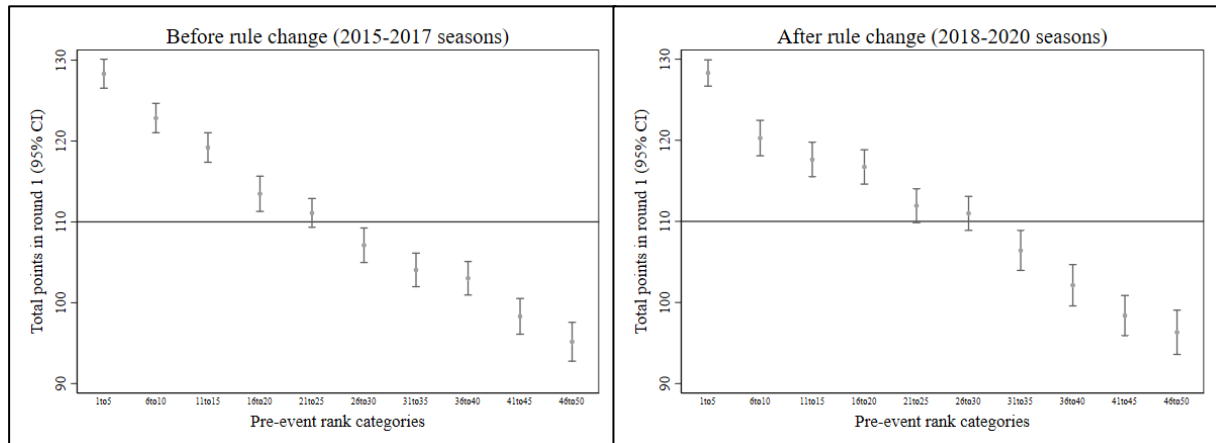 Before rule change (2015-2017 seasons)
Total points in round 1 (95% CI)
130
120
110
100
90
1to5 6to10 11to15 16to20 21to25 26to30 31to35 36to40 41to45 46to50
Pre-event rank categories
After rule change (2018-2020 seasons)
Total points in round 1 (95% CI)
130
120
110
100
90
1to5 6to10 11to15 16to20 21to25 26to30 31to35 36to40 41to45 46to50
Pre-event rank categories